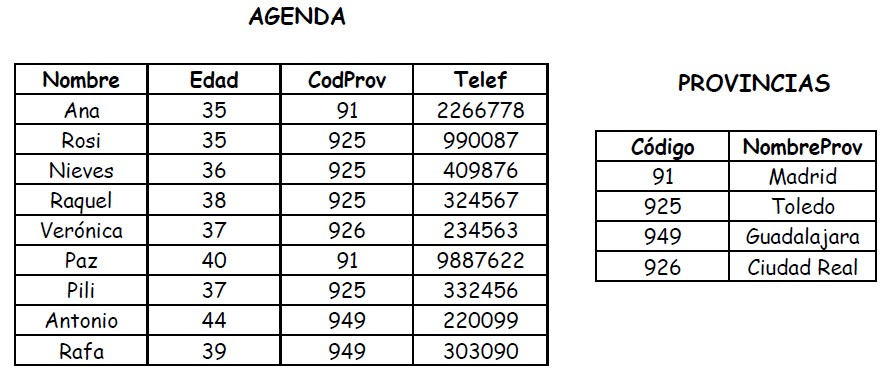 AGENDA
Nombre Edad CodProv Telef
Ana 35 91 2266778
Rosi 35 925 990087
Nieves 36 925 409876
Raquel 38 925 324567
Verónica 37 926 234563
Paz 40 91 9887622
Pili 37 925 332456
Antonio 44 949 220099
Rafa 39 949 303090
PROVINCIAS
Código NombreProv
91 Madrid
925 Toledo
949 Guadalajara
926 Ciudad Real